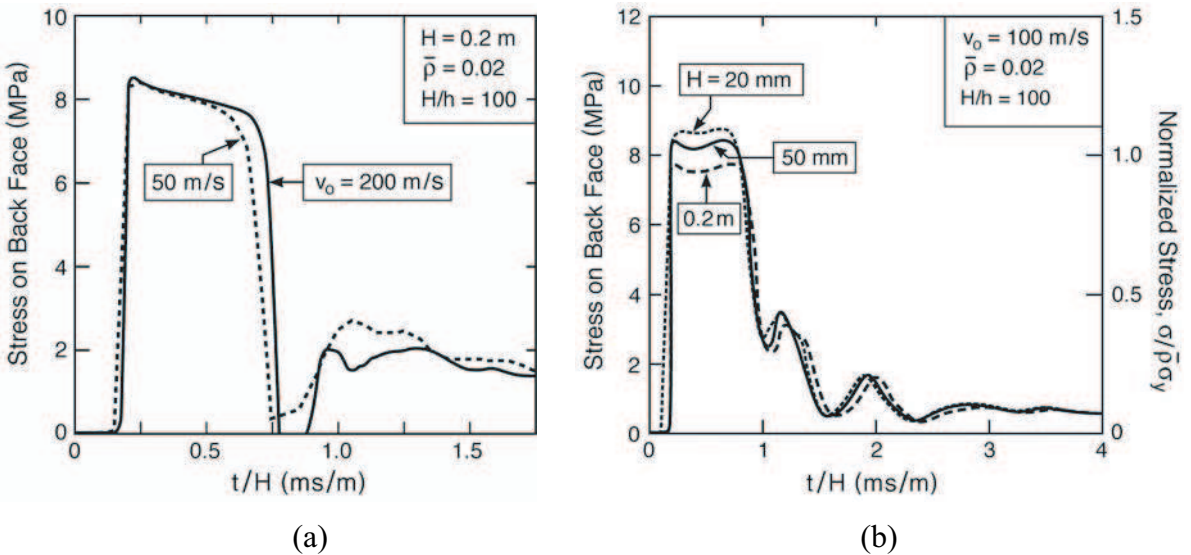 10
8
6
4
2
0
Stress on Back Face (MPa)
H = 0.2 m
ρ̄ = 0.02
H/h = 100
50 m/s
vₒ = 200 m/s
0
0.5
1.0
1.5
t/H (ms/m)
(a)
12
10
8
6
4
2
0
Stress on Back Face (MPa)
vₒ = 100 m/s
ρ̄ = 0.02
H/h = 100
H = 20 mm
50 mm
0.2 m
1.5
1.0
0.5
0
Normalized Stress, σ/ρ̄σy
0
1
2
3
4
t/H (ms/m)
(b)